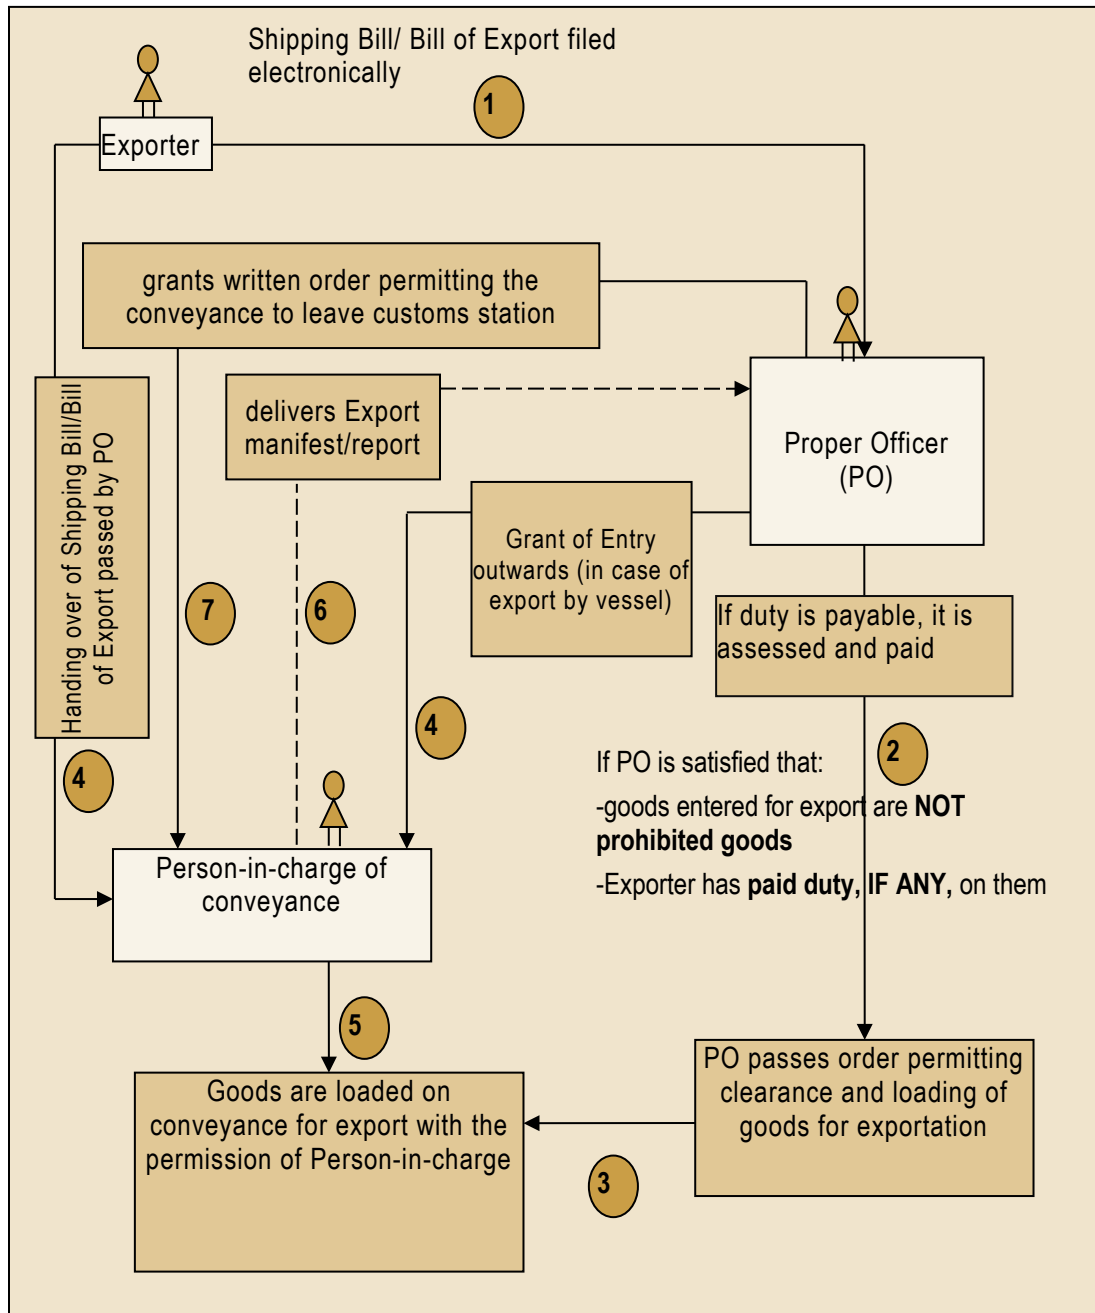 Shipping Bill/ Bill of Export filed
electronically
1
Exporter
grants written order permitting the
conveyance to leave customs station
Handing over of Shipping Bill/Bill
of Export passed by PO
delivers Export
manifest/report
Proper Officer
(PO)
Grant of Entry
outwards (in case of
export by vessel)
7
6
If duty is payable, it is
assessed and paid
4
4
2
If PO is satisfied that:
-goods entered for export are NOT
prohibited goods
-Exporter has paid duty, IF ANY, on them
Person-in-charge of
conveyance
5
PO passes order permitting
clearance and loading of
goods for exportation
Goods are loaded on
conveyance for export with the
permission of Person-in-charge
3